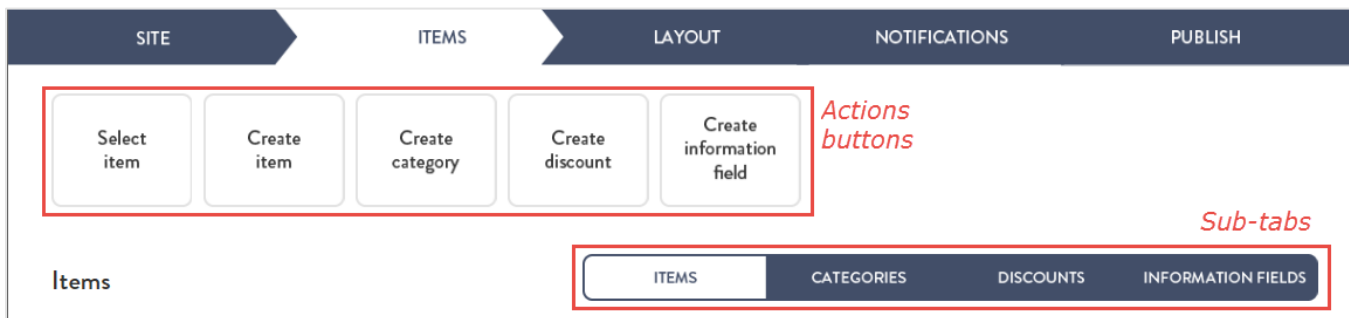 SITE
ITEMS
LAYOUT
NOTIFICATIONS
PUBLISH
Select
item
Create
item
Create
category
Create
discount
Create
information
field
Actions
buttons
Sub-tabs
Items
ITEMS
CATEGORIES
DISCOUNTS
INFORMATION FIELDS